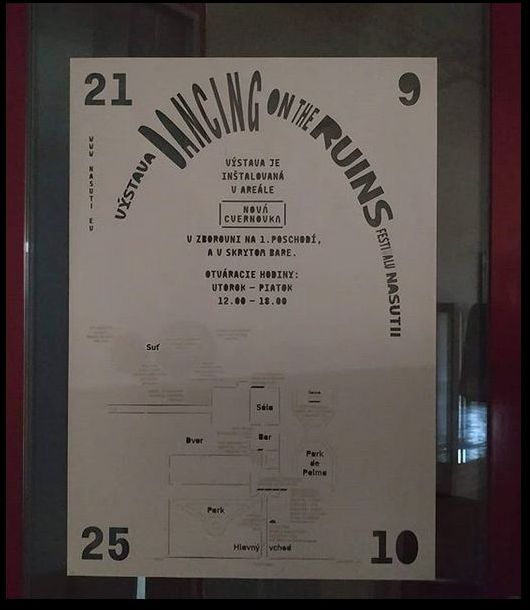 21
9
VÝSTAVA DANCING ON THE RUINS FESTIVALU NASUTI!
WWW NASUTI EU
VÝSTAVA JE
INŠTALOVANÁ
V AREÁLE
NOVÁ
CVERNOVKA
V ZBOROVNI NA 1.POSCHODÍ,
A V SKRYTOM BARE.
OTVÁRACIE HODINY:
UTOROK – PIATOK
12.00 – 18.00
Suť
Sála
Dvor
Bar
Park
de
Palma
Park
Hlavný vchod
25
10